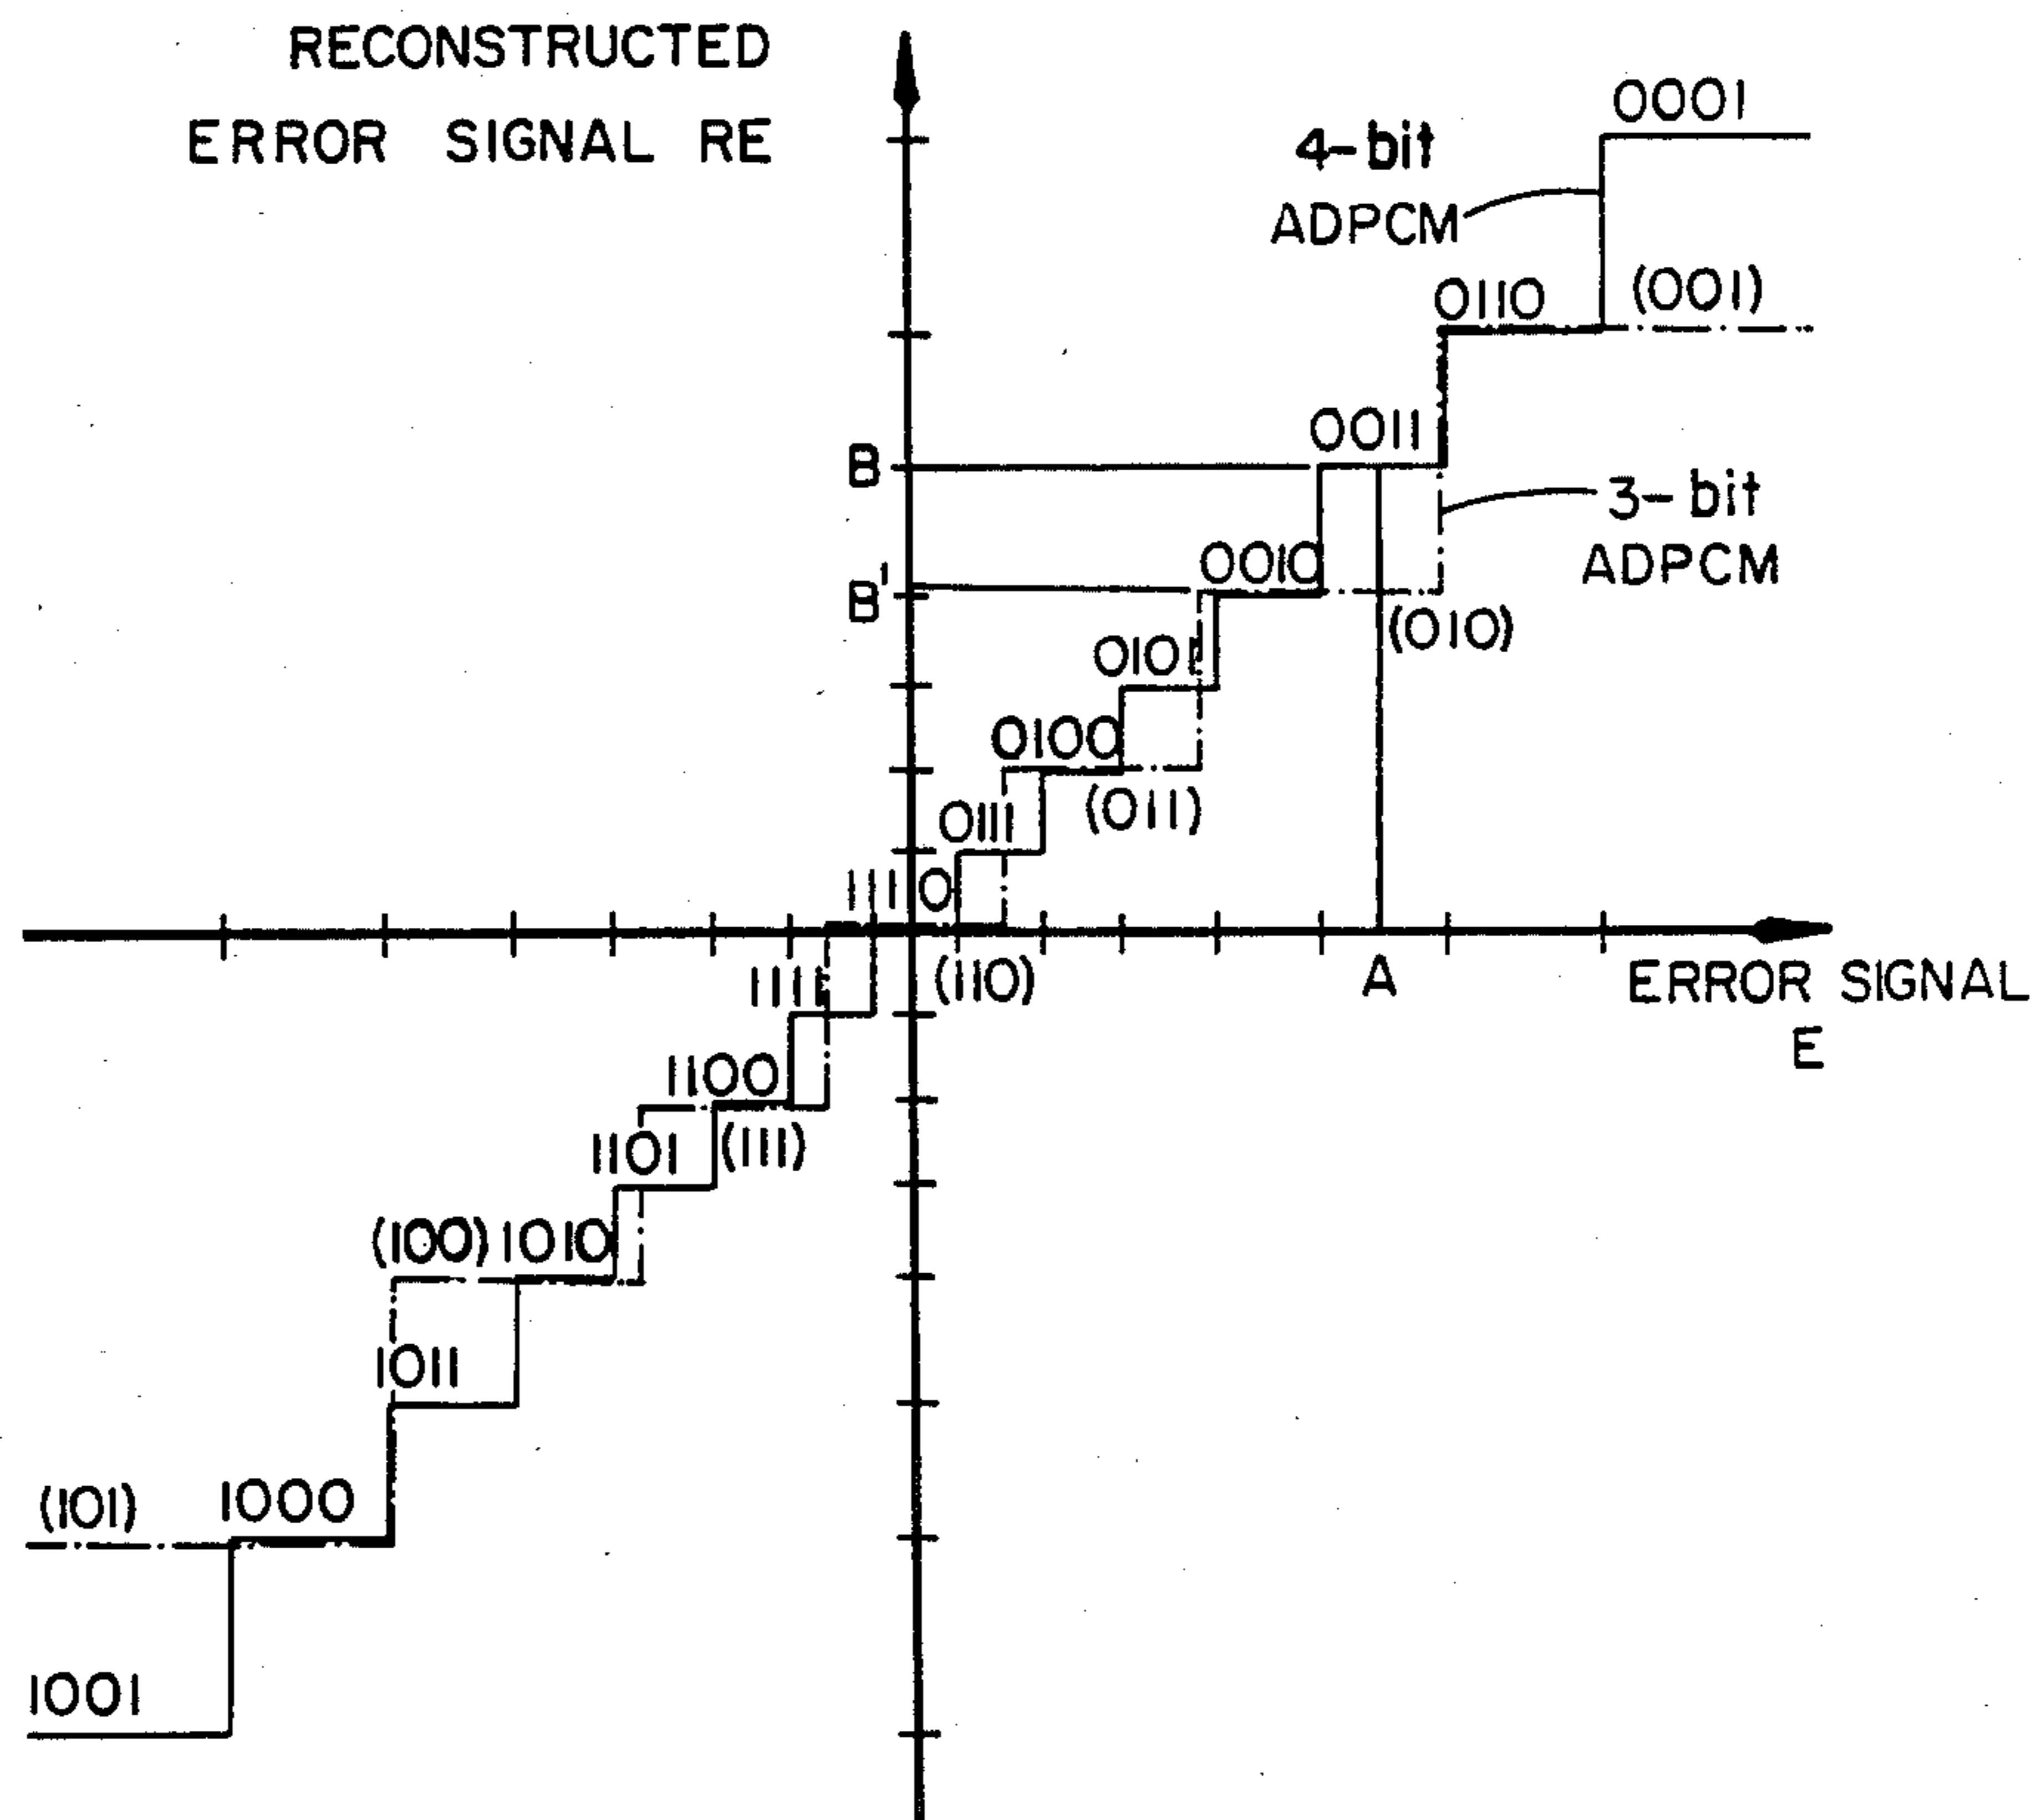 RECONSTRUCTED
ERROR SIGNAL RE
0001
4-bit
ADPCM
0110
(001)
0011
B
3-bit
ADPCM
0010
B'
(010)
0101
0100
(011)
0111
1110
(110)
A
ERROR SIGNAL
E
1111
1100
(111)
1101
(100)
1010
1011
(101)
1000
1001